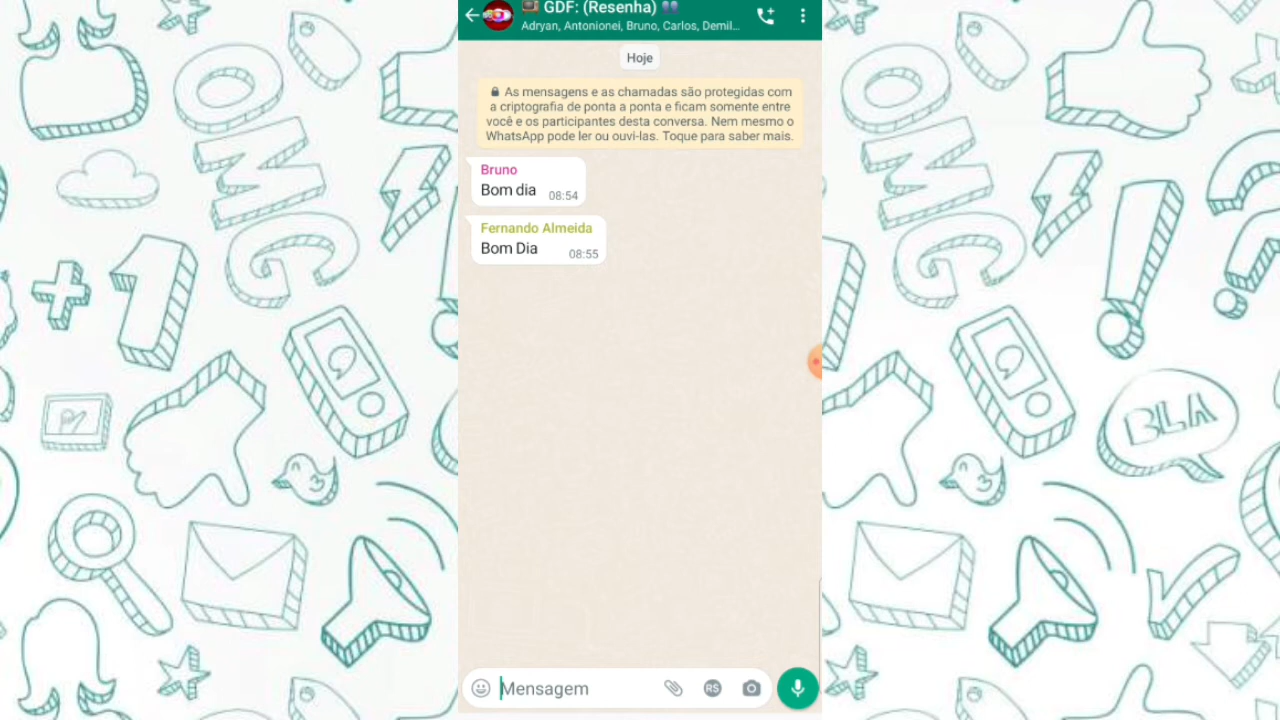 GDF: (Resenha)
Adryan, Antonionei, Bruno, Carlos, Demil...
Hoje
As mensagens e as chamadas são protegidas com
a criptografia de ponta a ponta e ficam somente entre
você e os participantes desta conversa. Nem mesmo o
WhatsApp pode ler ou ouvi-las. Toque para saber mais.
Bruno
Bom dia 08:54
Fernando Almeida
Bom Dia 08:55
Mensagem
R$
OMG
1
OMG
BLA